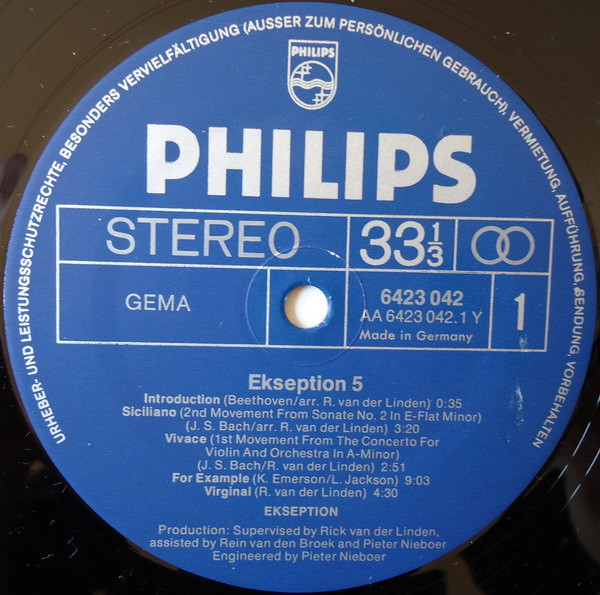 URHEBER- UND LEISTUNGSSCHUTZRECHTE, BESONDERS VERVIELFÄLTIGUNG (AUSSER ZUM PERSÖNLICHEN GEBRAUCH), VERMIETUNG, AUFFÜHRUNG, SENDUNG, VORBEHALTEN
PHILIPS
PHILIPS
STEREO 33 1/3
GEMA 6423 042 1
AA 6423 042.1 Y
Made in Germany
Ekseption 5
Introduction (Beethoven/arr. R. van der Linden) 0:35
Siciliano (2nd Movement From Sonate No. 2 In E-Flat Minor)
(J. S. Bach/arr. R. van der Linden) 3:20
Vivace (1st Movement From The Concerto For
Violin And Orchestra In A-Minor)
(J. S. Bach/R. van der Linden) 2:51
For Example (K. Emerson/L. Jackson) 9:03
Virginal (R. van der Linden) 4:30
EKSEPTION
Production: Supervised by Rick van der Linden,
assisted by Rein van den Broek and Pieter Nieboer
Engineered by Pieter Nieboer